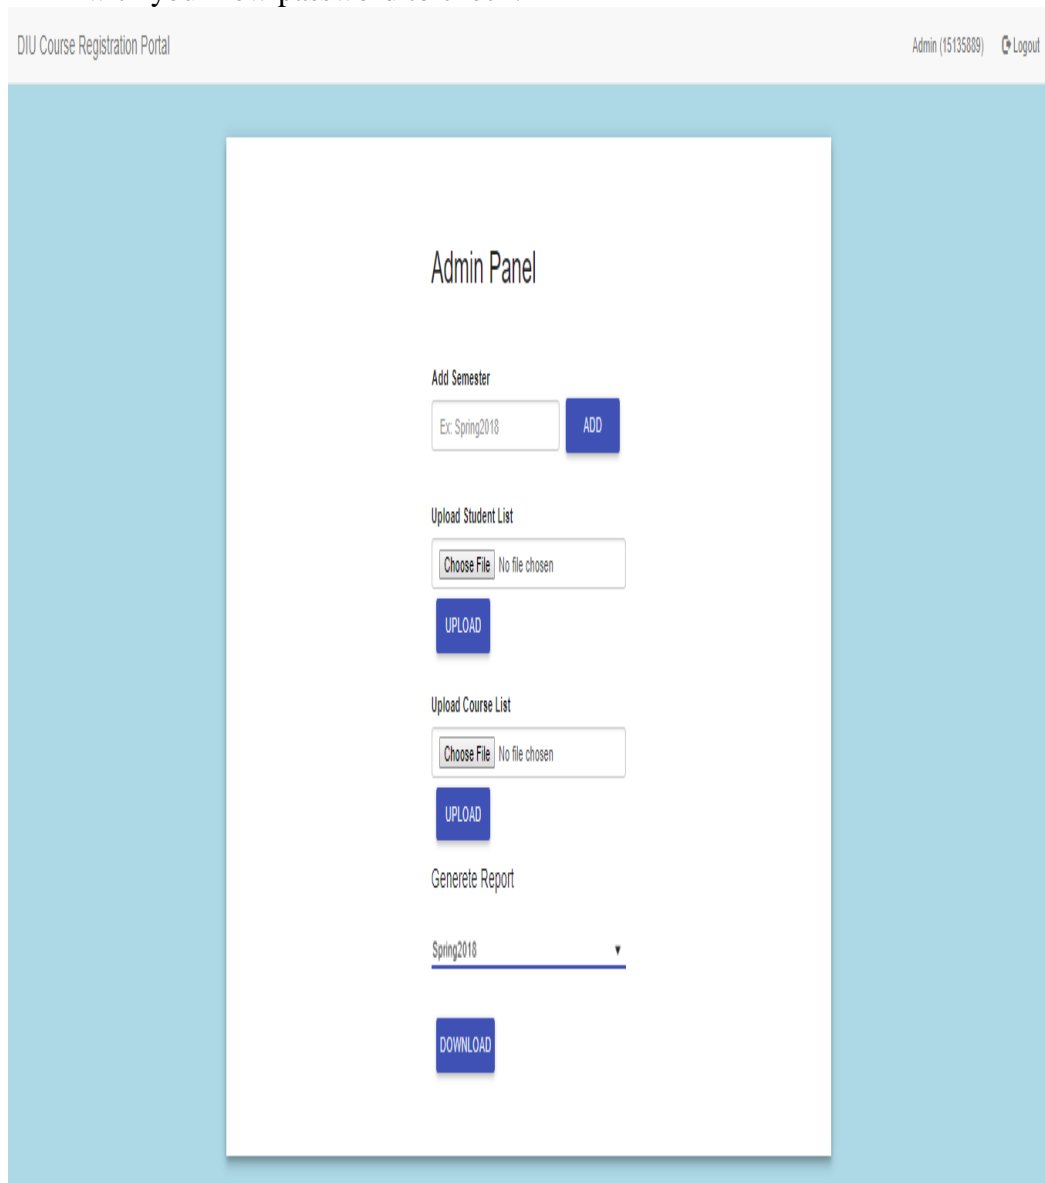 DIU Course Registration Portal Admin (15135889) Logout
Admin Panel
Add Semester
Ex: Spring2018 ADD
Upload Student List
Choose File No file chosen
UPLOAD
Upload Course List
Choose File No file chosen
UPLOAD
Generete Report
Spring2018
DOWNLOAD